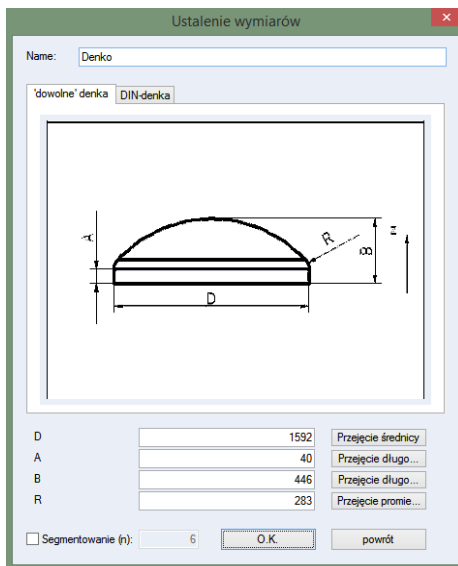 Ustalenie wymiarów
Name: Denko
'dowolne' denka DIN-denka
A
R
B
z
D
D 1592 Przejęcie średnicy
A 40 Przejęcie długo...
B 446 Przejęcie długo...
R 283 Przejęcie promie...
Segmentowanie (n): 6 O.K. powrót